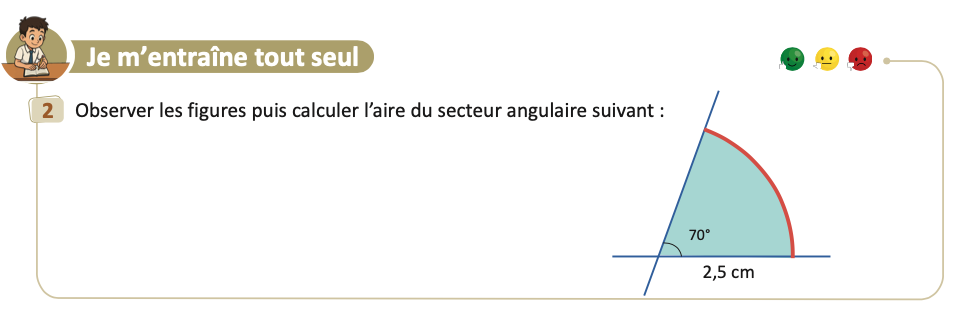 Je m’entraîne tout seul
2 Observer les figures puis calculer l’aire du secteur angulaire suivant :
70°
2,5 cm